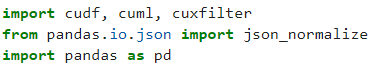 import cudf, cuml, cuxfilter
from pandas.io.json import json_normalize
import pandas as pd